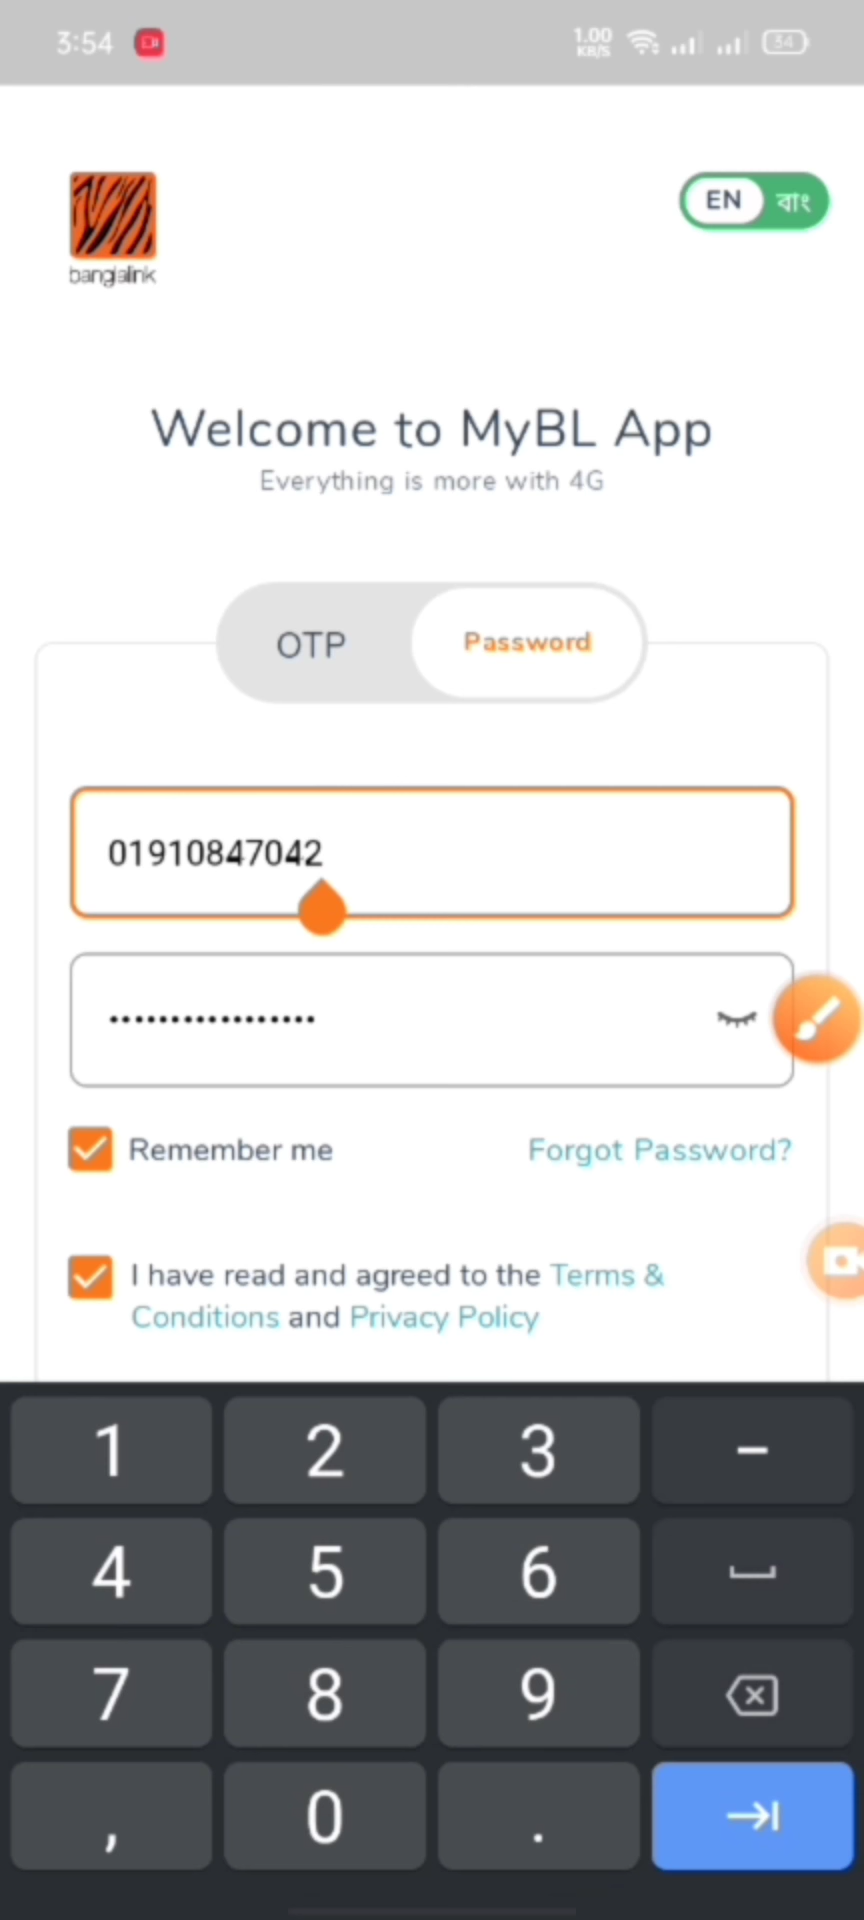 3:54
1.00
KB/S
34
EN বাং
banglalink
Welcome to MyBL App
Everything is more with 4G
OTP Password
01910847042
•••••••••••••••••
Remember me Forgot Password?
I have read and agreed to the Terms &
Conditions and Privacy Policy
1 2 3 –
4 5 6
7 8 9
, 0 .